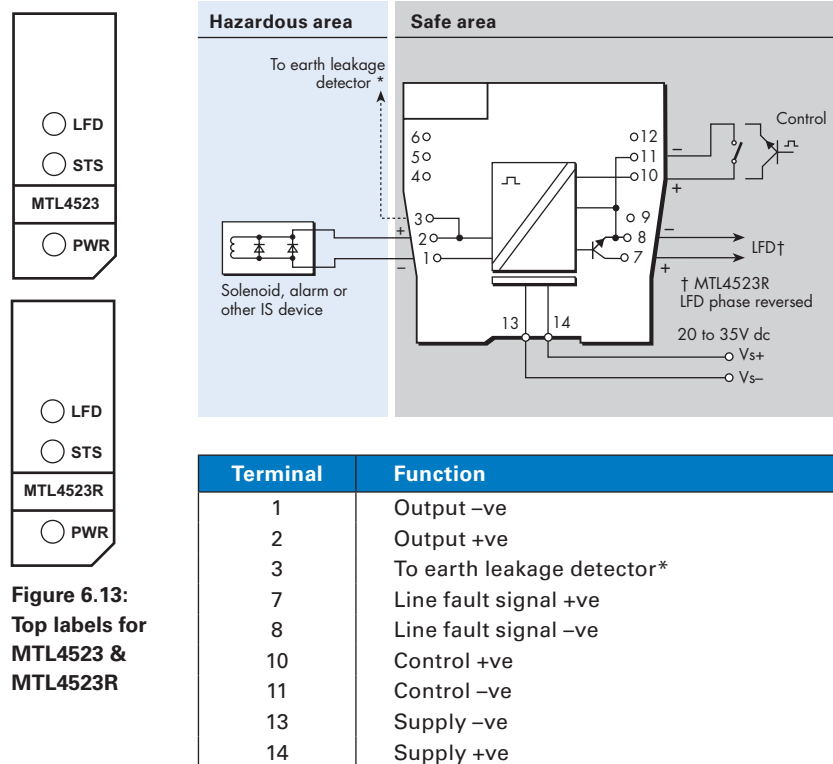 LFD
STS
MTL4523
PWR
LFD
STS
MTL4523R
PWR
Figure 6.13:
Top labels for
MTL4523 &
MTL4523R
Hazardous area
Safe area
To earth leakage
detector *
6
5
4
3
+
2
1
–
Solenoid, alarm or
other IS device
12
11
10
9
8
7
13
14
–
+
Control
–
+
LFD†
† MTL4523R
LFD phase reversed
20 to 35V dc
Vs+
Vs–
Terminal Function
1 Output –ve
2 Output +ve
3 To earth leakage detector*
7 Line fault signal +ve
8 Line fault signal –ve
10 Control +ve
11 Control –ve
13 Supply –ve
14 Supply +ve